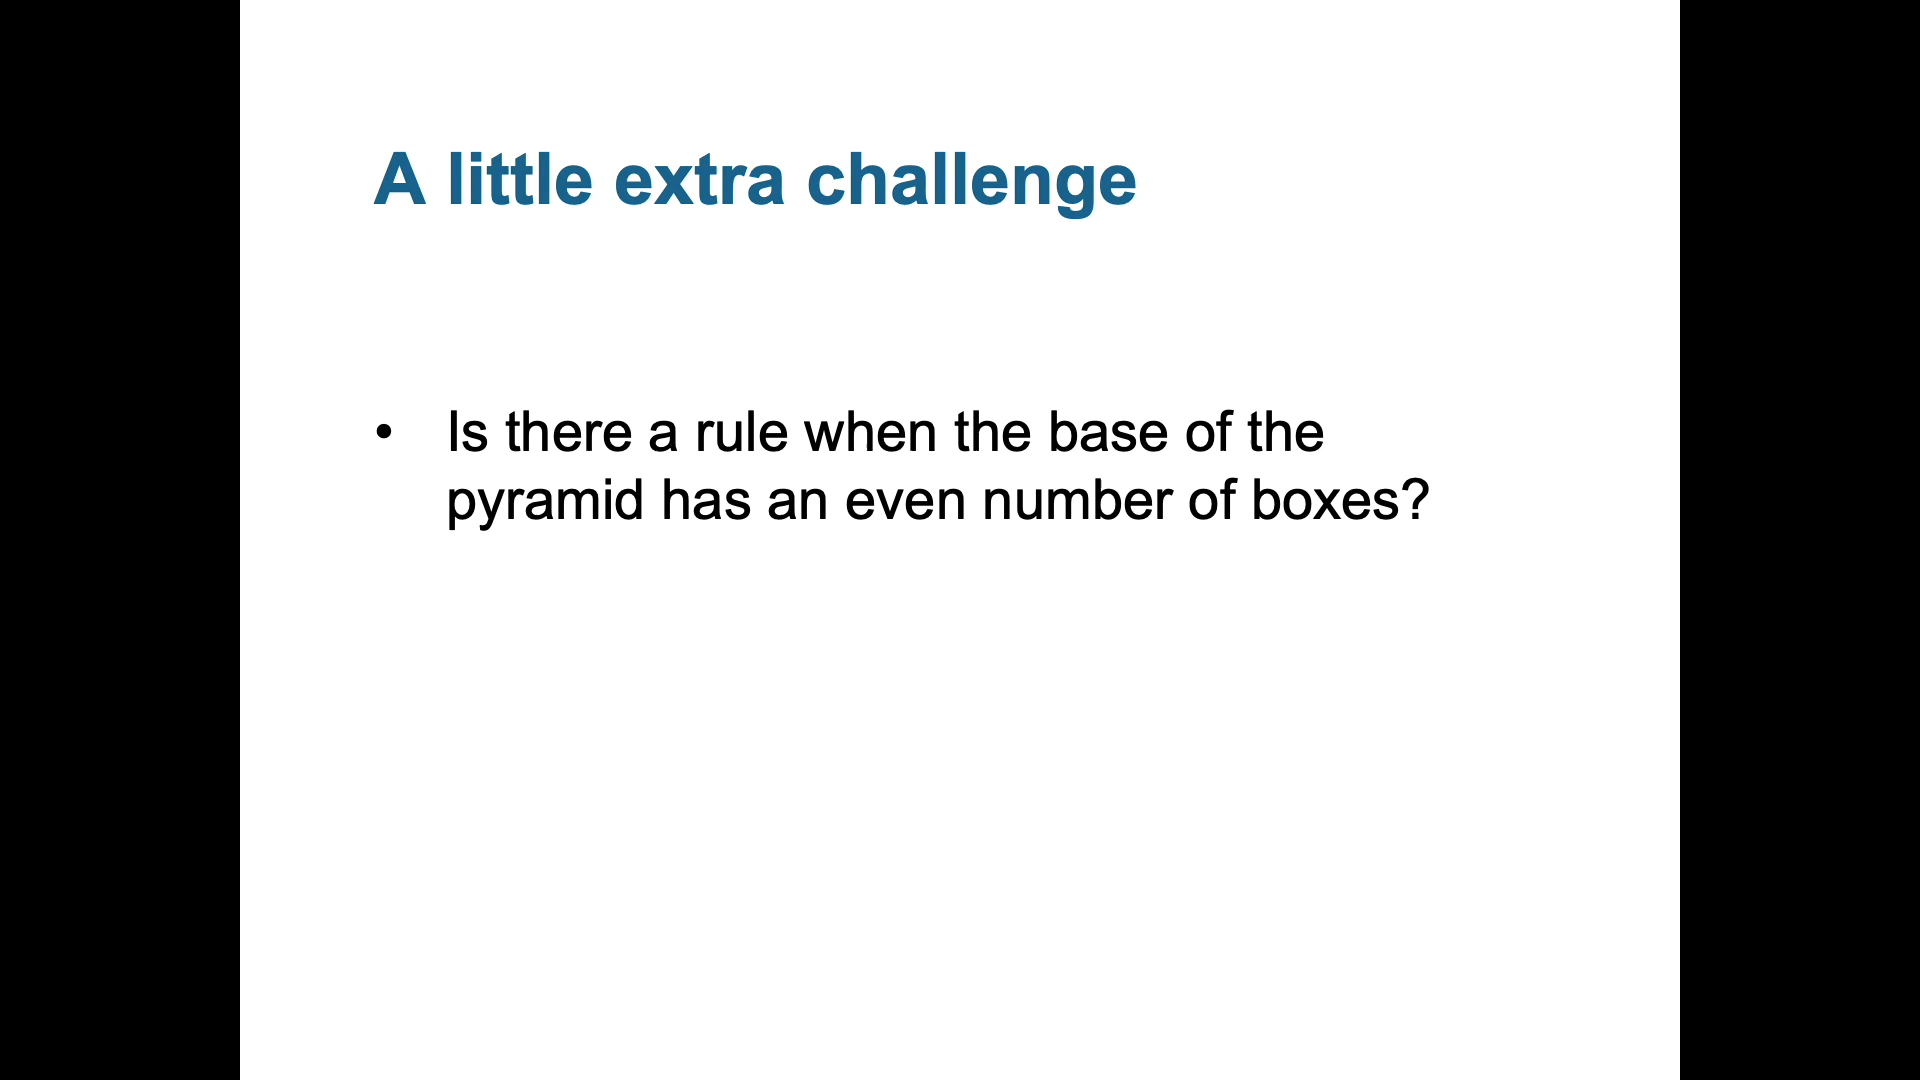 A little extra challenge
• Is there a rule when the base of the
pyramid has an even number of boxes?